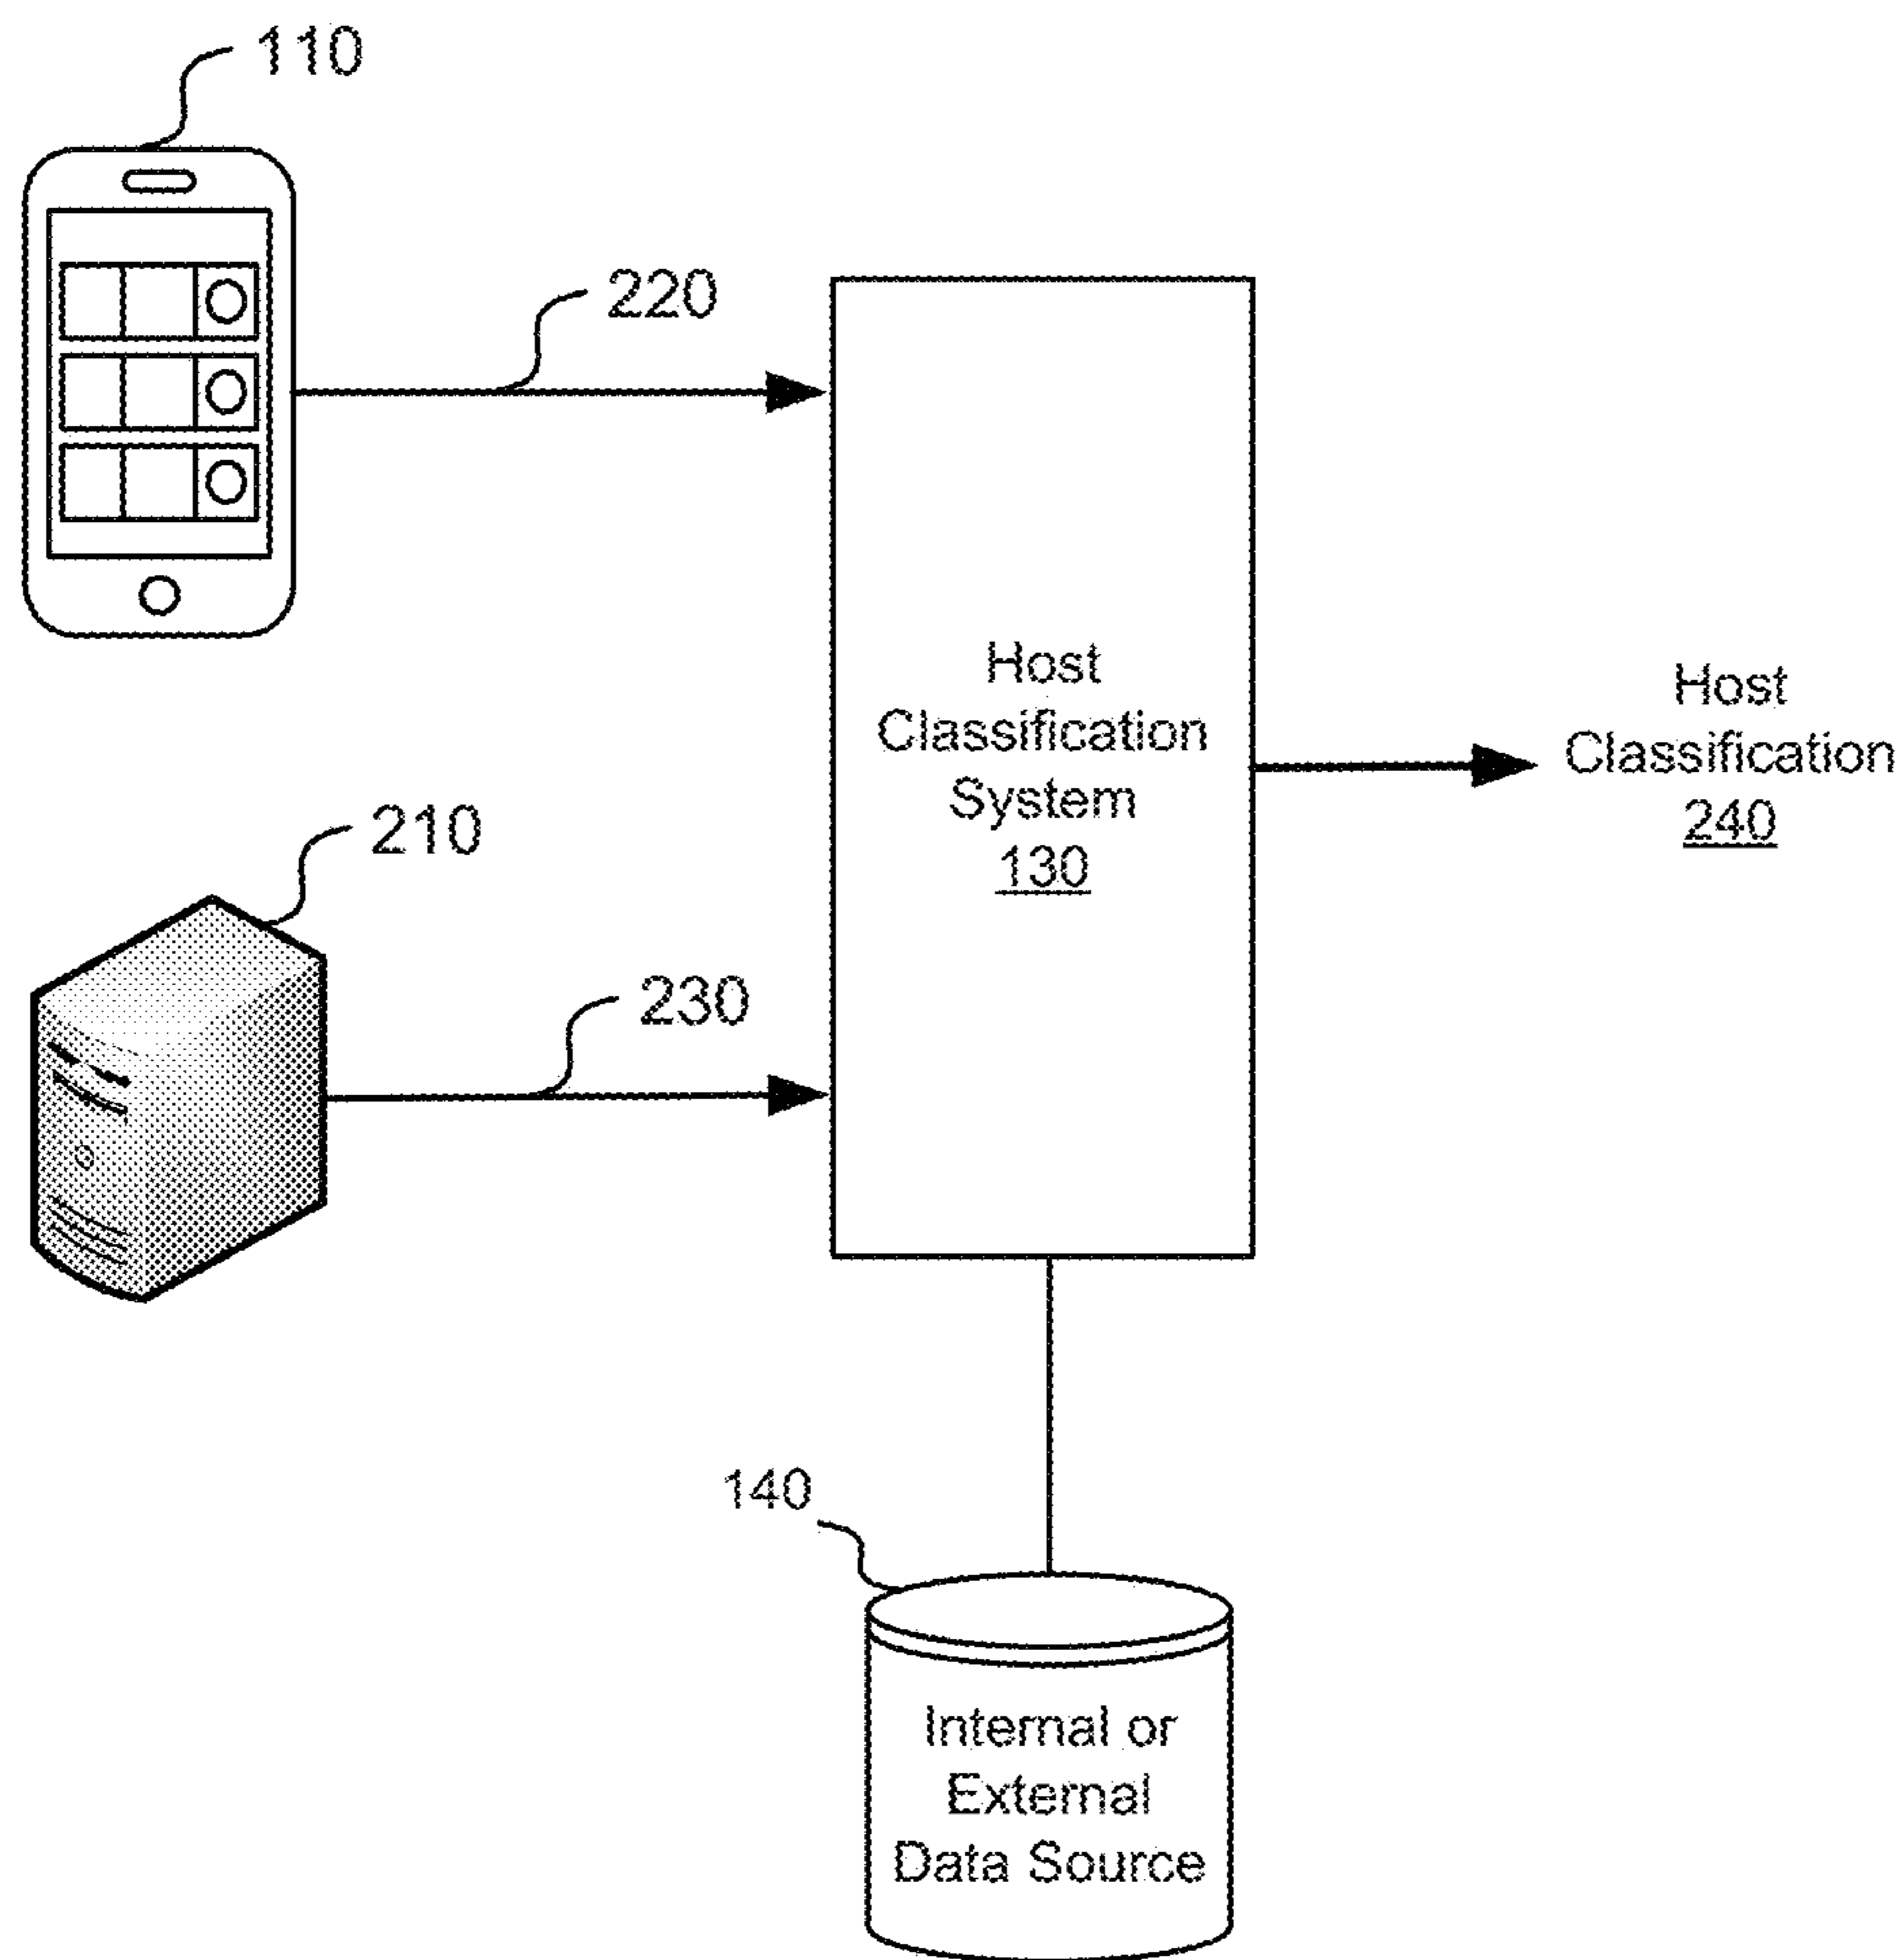 110
220
Host
Classification
System
130
Host
Classification
240
210
230
140
Internal or
External
Data Source